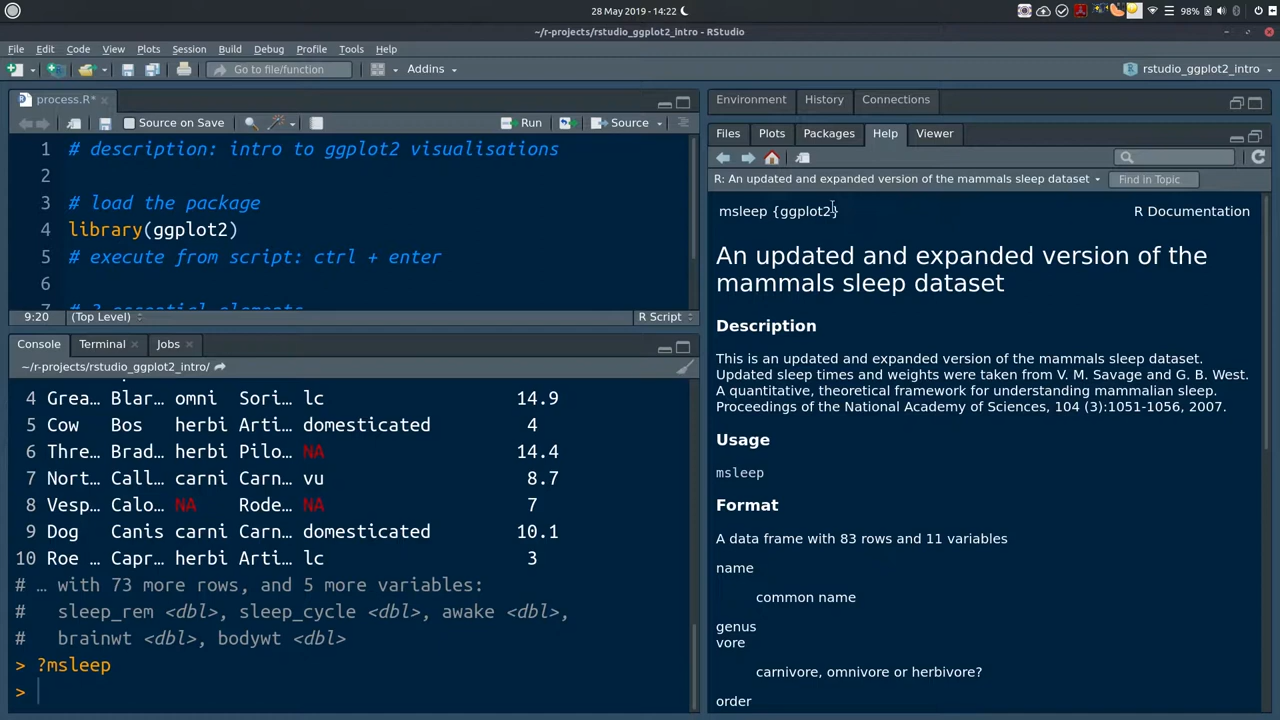 28 May 2019 - 14:22
98%
~/r-projects/rstudio_ggplot2_intro - RStudio
File Edit Code View Plots Session Build Debug Profile Tools Help
Go to file/function
Addins
rstudio_ggplot2_intro
process.R*
Source on Save
Run
Source
1 # description: intro to ggplot2 visualisations
2
3 # load the package
4 library(ggplot2)
5 # execute from script: ctrl + enter
6
9:20 (Top Level) R Script
Console Terminal Jobs
~/r-projects/rstudio_ggplot2_intro/
4 Grea… Blar… omni Sori… lc 14.9
5 Cow Bos herbi Arti… domesticated 4
6 Thre… Brad… herbi Pilo… NA 14.4
7 Nort… Call… carni Carn… vu 8.7
8 Vesp… Calo… NA Rode… NA 7
9 Dog Canis carni Carn… domesticated 10.1
10 Roe … Capr… herbi Arti… lc 3
# … with 73 more rows, and 5 more variables:
# sleep_rem <dbl>, sleep_cycle <dbl>, awake <dbl>,
# brainwt <dbl>, bodywt <dbl>
> ?msleep
>
Environment History Connections
Files Plots Packages Help Viewer
R: An updated and expanded version of the mammals sleep dataset
Find in Topic
msleep {ggplot2}
R Documentation
An updated and expanded version of the
mammals sleep dataset
Description
This is an updated and expanded version of the mammals sleep dataset.
Updated sleep times and weights were taken from V. M. Savage and G. B. West.
A quantitative, theoretical framework for understanding mammalian sleep.
Proceedings of the National Academy of Sciences, 104 (3):1051-1056, 2007.
Usage
msleep
Format
A data frame with 83 rows and 11 variables
name
common name
genus
vore
carnivore, omnivore or herbivore?
order